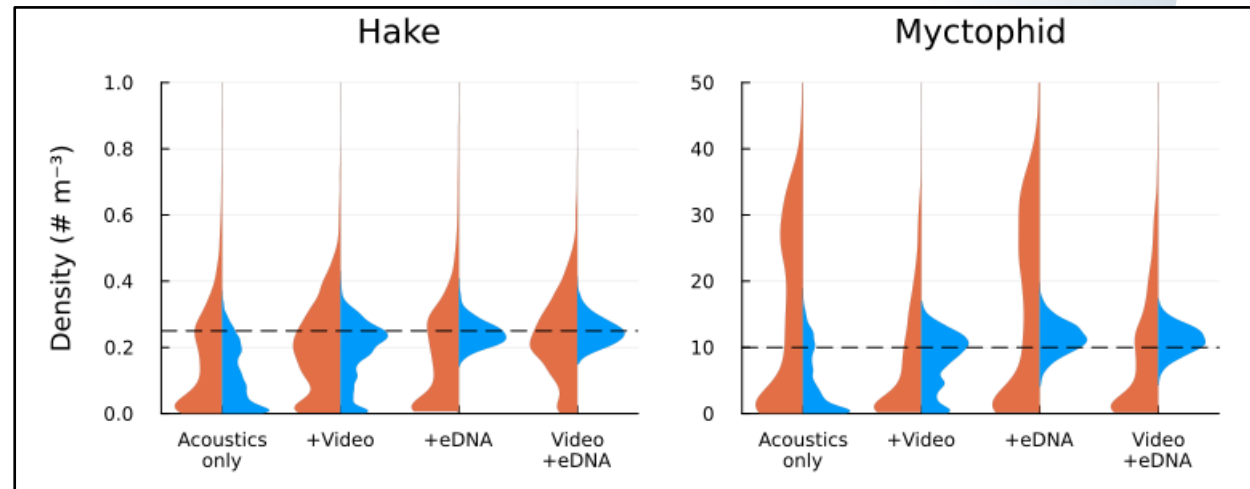 Hake
Myctophid
Density (# m⁻³)
1.0
0.8
0.6
0.4
0.2
0.0
50
40
30
20
10
0
Acoustics
only
+Video
+eDNA
Video
+eDNA
Acoustics
only
+Video
+eDNA
Video
+eDNA